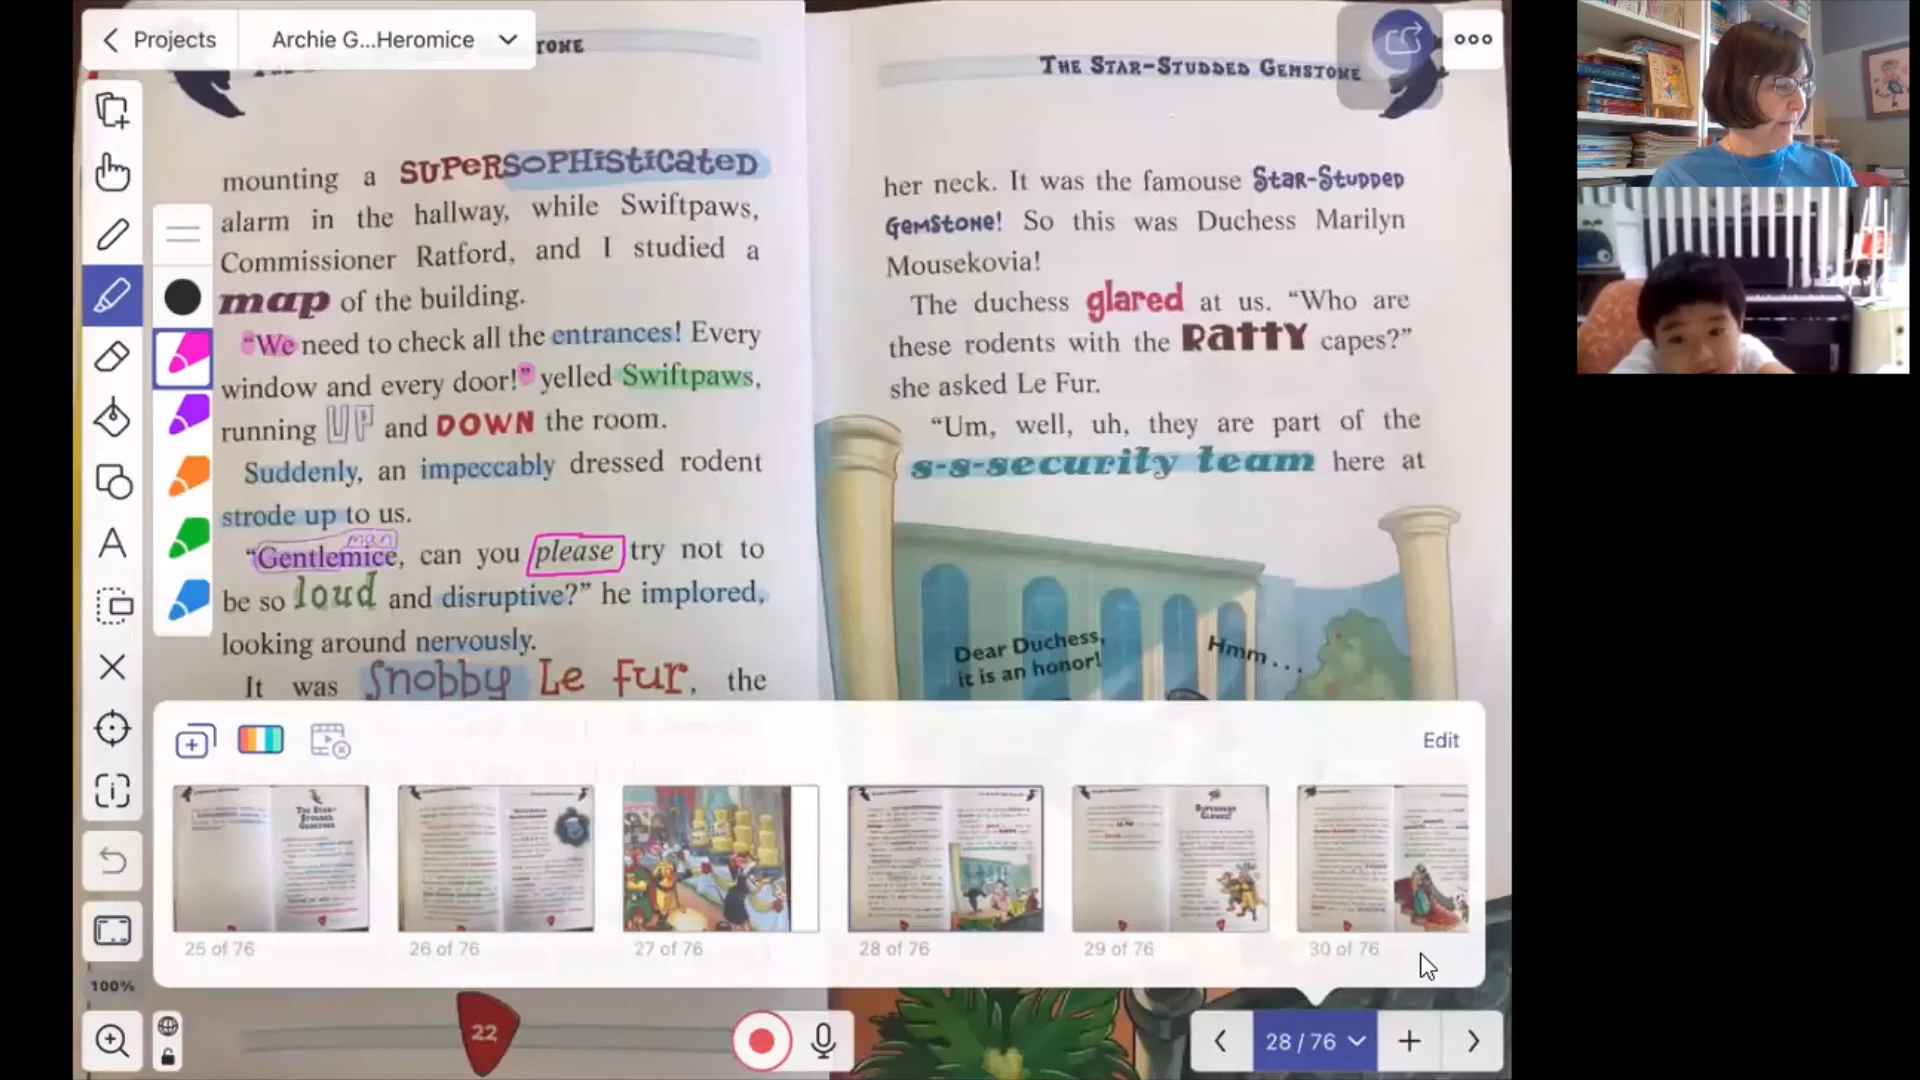 Projects
Archie G...Heromice
TONE
The Star-Studded Gemstone
mounting a SUPERSOPHISTICATED
alarm in the hallway, while Swiftpaws,
Commissioner Ratford, and I studied a
map of the building.
"We need to check all the entrances! Every
window and every door!" yelled Swiftpaws,
running UP and DOWN the room.
Suddenly, an impeccably dressed rodent
strode up to us.
man
"Gentlemice, can you please try not to
be so loud and disruptive?" he implored,
looking around nervously.
It was Snobby Le Fur, the
her neck. It was the famouse Star-Studded
Gemstone! So this was Duchess Marilyn
Mousekovia!
The duchess glared at us. "Who are
these rodents with the RATTY capes?"
she asked Le Fur.
"Um, well, uh, they are part of the
s-s-security team here at
Dear Duchess,
it is an honor!
Hmm...
Edit
The Star-
Studded
Gemstone
25 of 76
26 of 76
27 of 76
28 of 76
29 of 76
30 of 76
100%
22
28 / 76